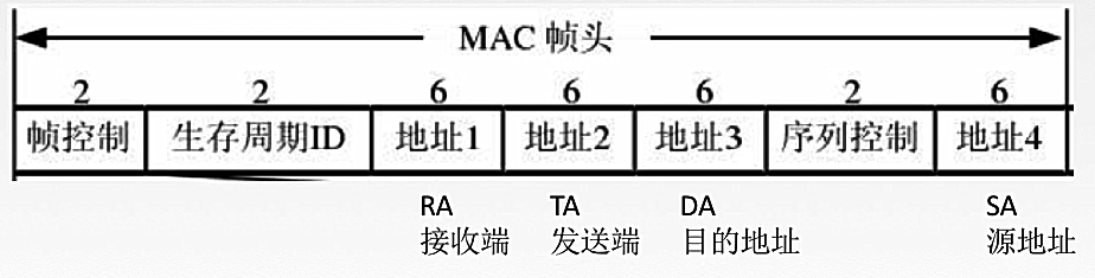 MAC 帧头
2 2 6 6 6 2 6
帧控制 生存周期ID 地址1 地址2 地址3 序列控制 地址4
RA TA DA SA
接收端 发送端 目的地址 源地址